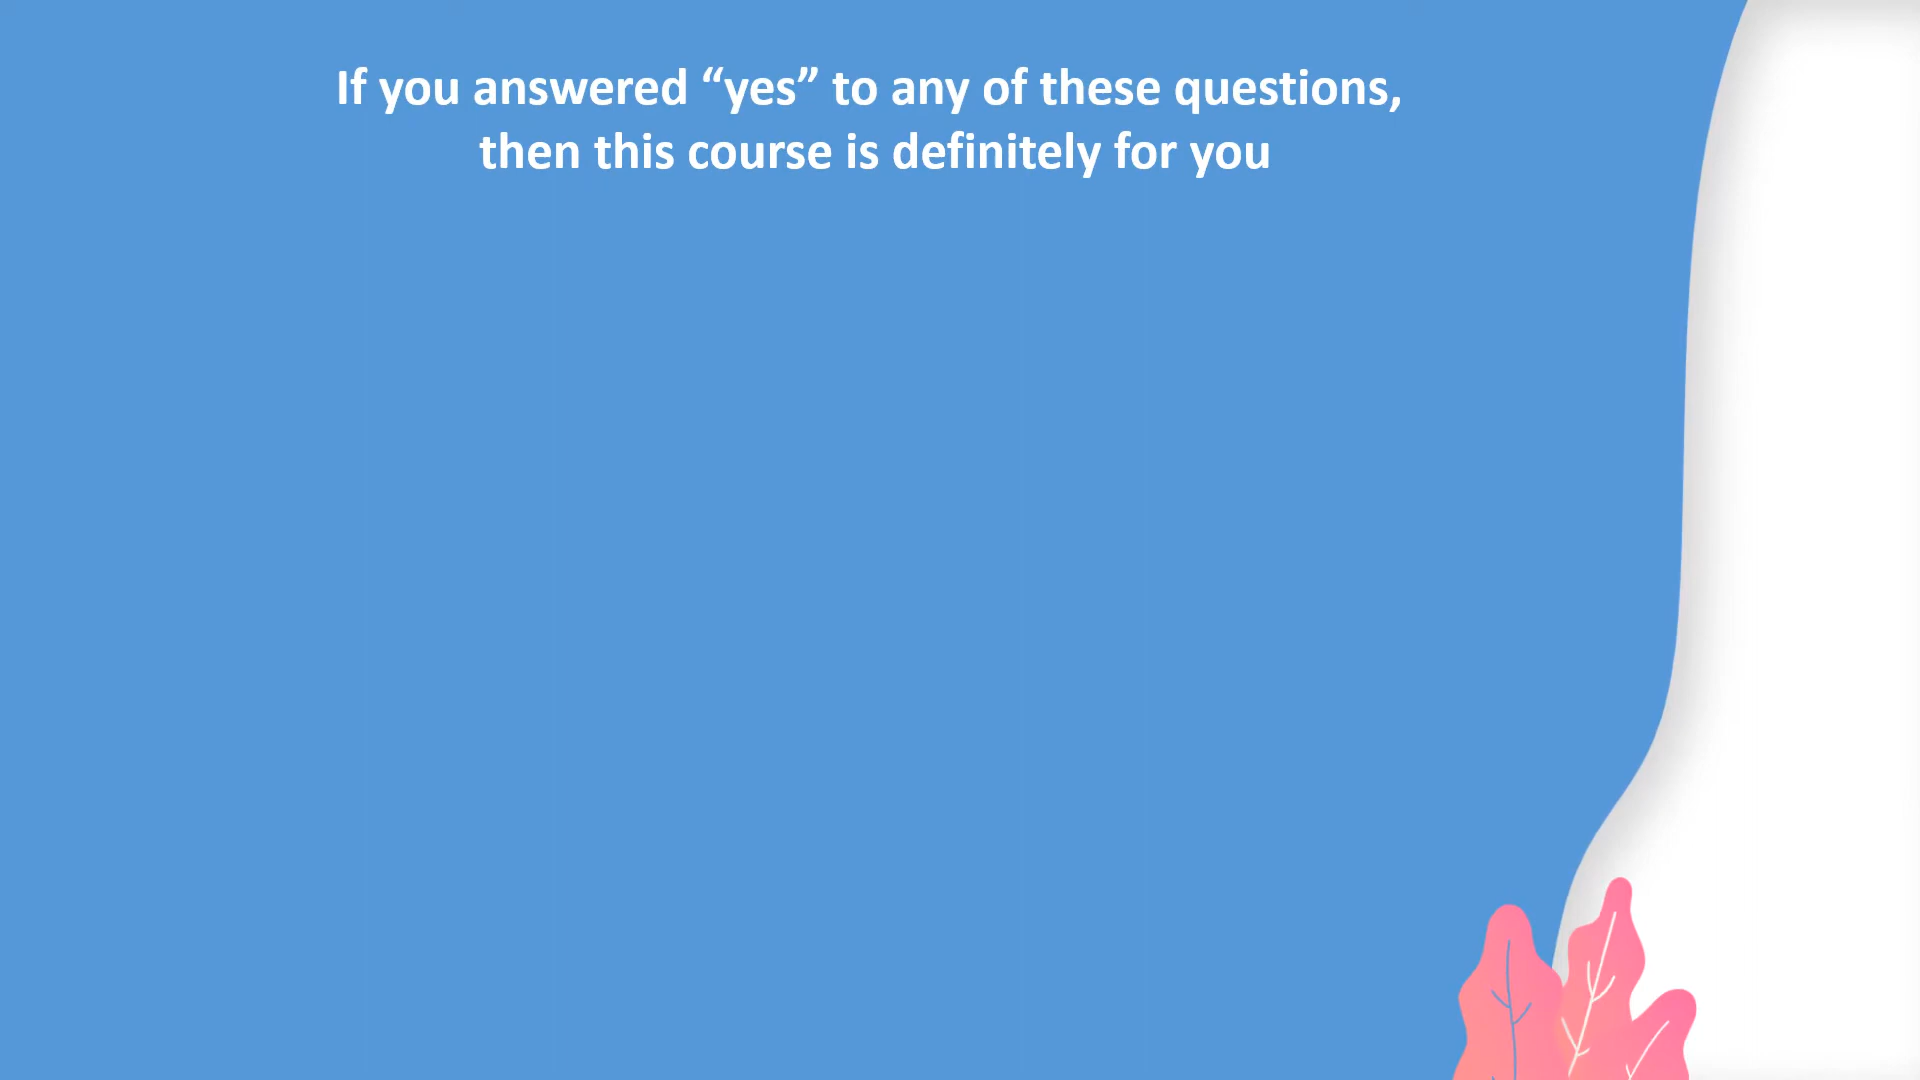 If you answered “yes” to any of these questions,
then this course is definitely for you